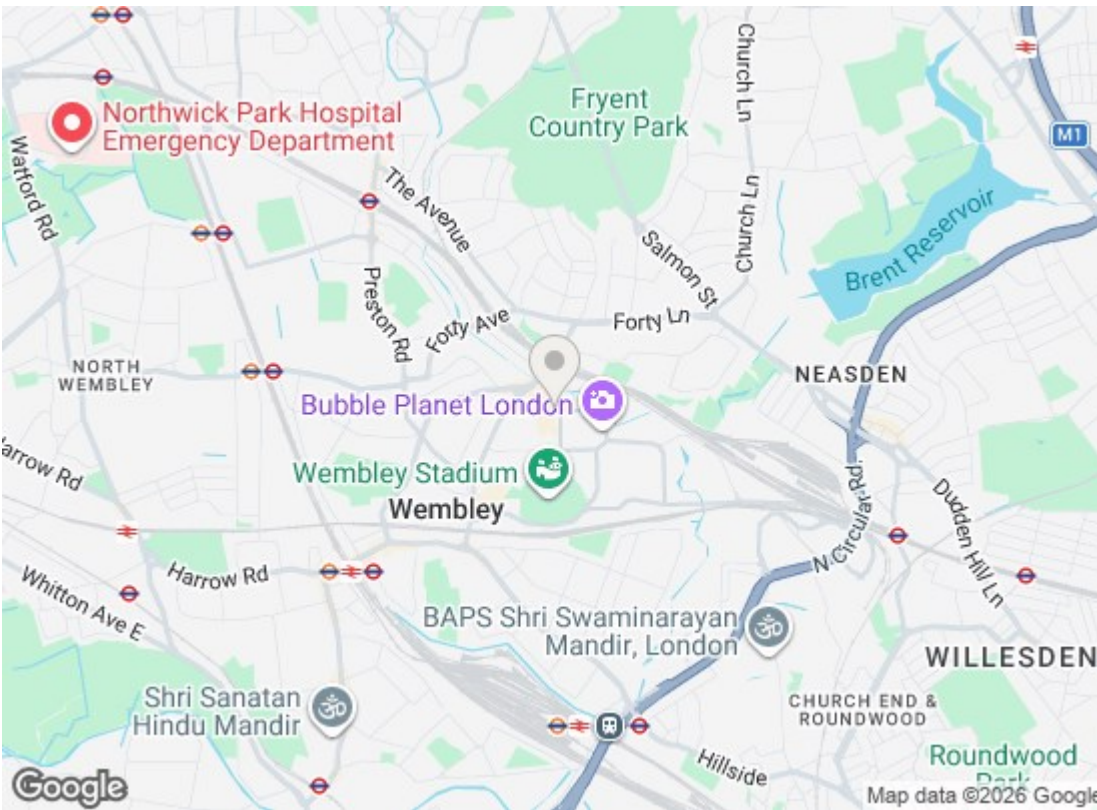 Church Ln
Fryent
Country Park
M1
Northwick Park Hospital
Emergency Department
Watford Rd
The Avenue
Church Ln
Brent Reservoir
Salmon St
Preston Rd
Forty Ave
Forty Ln
NORTH
WEMBLEY
NEASDEN
Bubble Planet London
Wembley Stadium
Wembley
Harrow Rd
N Circular Rd
Dudden Hill Ln
Harrow Rd
Whitton Ave E
BAPS Shri Swaminarayan
Mandir, London
WILLESDEN
Shri Sanatan
Hindu Mandir
CHURCH END &
ROUNDWOOD
Hillside
Roundwood
Park
Google
Map data ©2026 Google